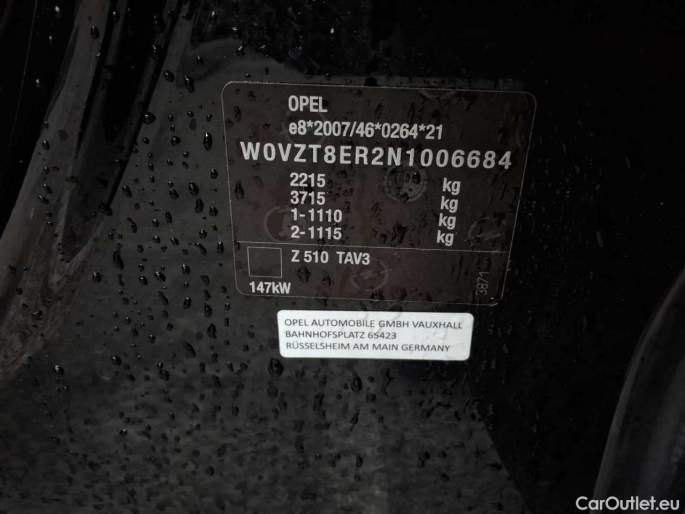 OPEL
e8*2007/46*0264*21
W0VZT8ER2N1006684
2215 kg
3715 kg
1-1110 kg
2-1115 kg
Z 510 TAV3
147kW
3871
OPEL AUTOMOBILE GMBH VAUXHALL
BAHNHOFSPLATZ 65423
RÜSSELSHEIM AM MAIN GERMANY
CarOutlet.eu